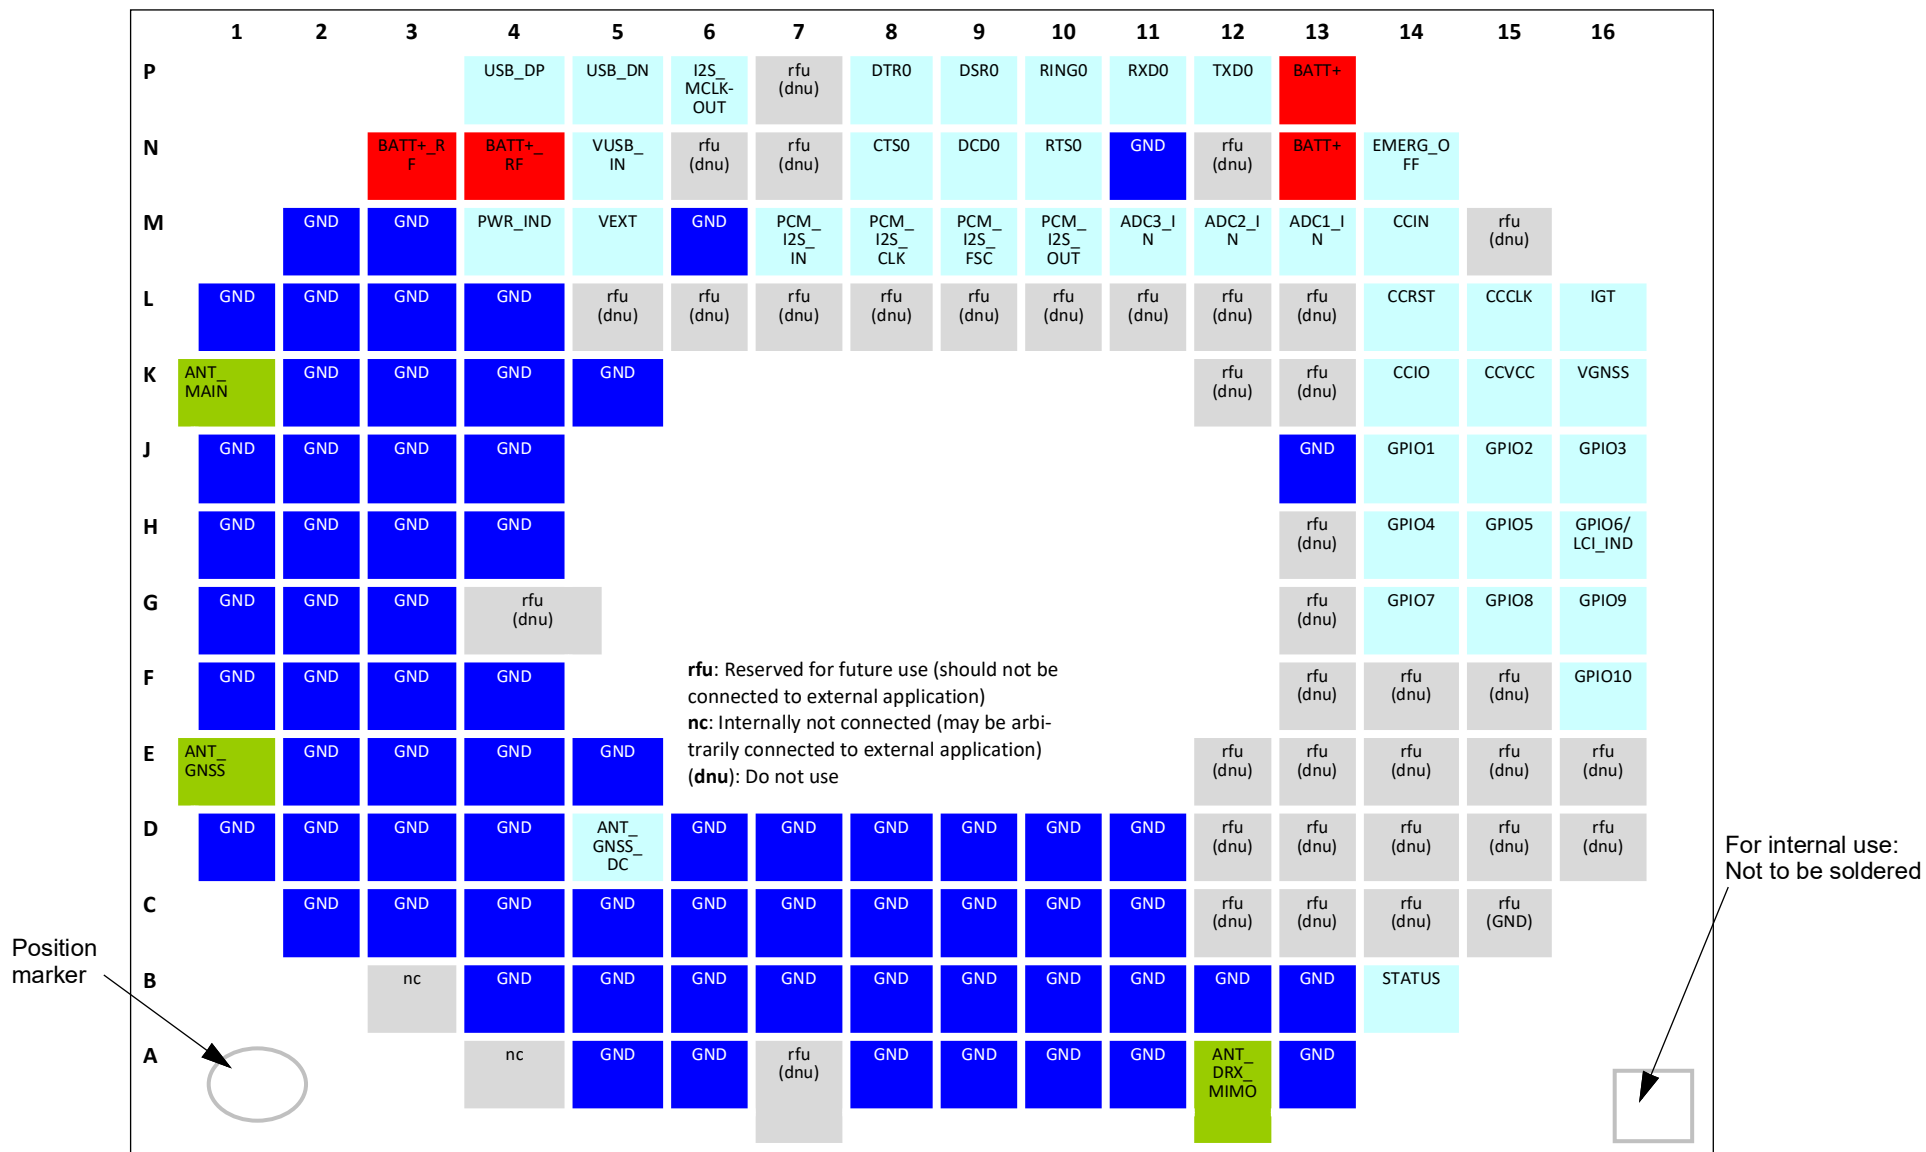 1 2 3 4 5 6 7 8 9 10 11 12 13 14 15 16
P USB_DP USB_DN I2S_ rfu DTR0 DSR0 RING0 RXD0 TXD0 BATT+
MCLK- (dnu)
OUT
N BATT+_R BATT+_ VUSB_ rfu rfu CTS0 DCD0 RTS0 GND rfu BATT+ EMERG_O
F RF IN (dnu) (dnu) (dnu) FF
M GND GND PWR_IND VEXT GND PCM_ PCM_ PCM_ PCM_ ADC3_I ADC2_I ADC1_I CCIN rfu
I2S_ I2S_ I2S_ I2S_ N N N (dnu)
IN CLK FSC OUT
L GND GND GND GND rfu rfu rfu rfu rfu rfu rfu rfu rfu CCRST CCCLK IGT
(dnu) (dnu) (dnu) (dnu) (dnu) (dnu) (dnu) (dnu) (dnu)
K ANT_ GND GND GND GND rfu rfu CCIO CCVCC VGNSS
MAIN (dnu) (dnu)
J GND GND GND GND GND GPIO1 GPIO2 GPIO3
H GND GND GND GND rfu GPIO4 GPIO5 GPIO6/
(dnu) LCI_IND
G GND GND GND rfu rfu GPIO7 GPIO8 GPIO9
(dnu) (dnu)
F GND GND GND GND rfu rfu rfu GPIO10
(dnu) (dnu) (dnu)
rfu: Reserved for future use (should not be
connected to external application)
nc: Internally not connected (may be arbi-
trarily connected to external application)
(dnu): Do not use
E ANT_ GND GND GND GND rfu rfu rfu rfu rfu
GNSS (dnu) (dnu) (dnu) (dnu) (dnu)
D GND GND GND GND ANT_ GND GND GND GND GND GND rfu rfu rfu rfu rfu
GNSS_ (dnu) (dnu) (dnu) (dnu) (dnu)
DC
For internal use:
Not to be soldered
C GND GND GND GND GND GND GND GND GND GND rfu rfu rfu rfu
(dnu) (dnu) (dnu) (GND)
Position
marker
B nc GND GND GND GND GND GND GND GND GND GND STATUS
A nc GND GND rfu GND GND GND GND ANT_ GND
(dnu) DRX_
MIMO